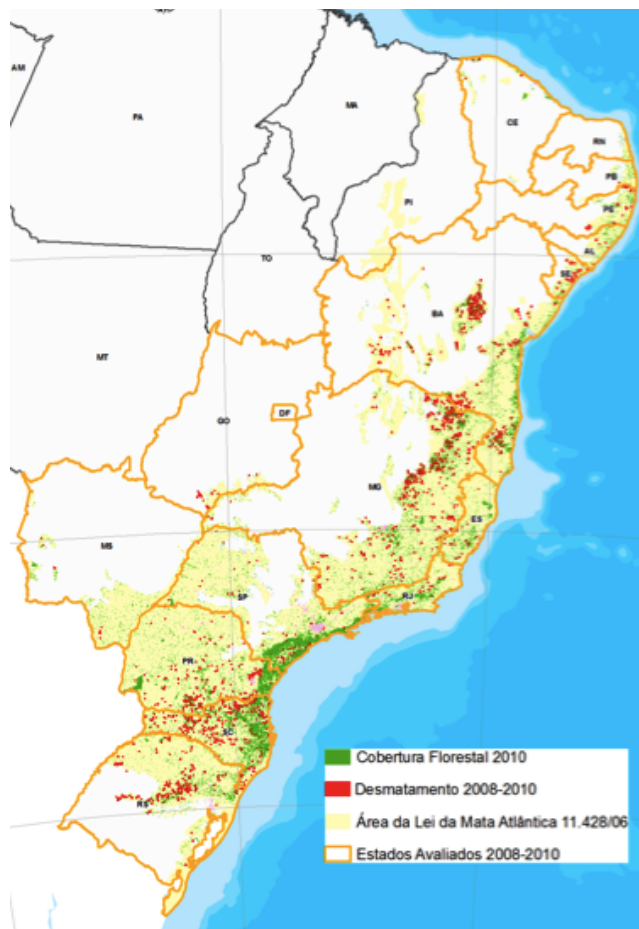 AM
PA
MA
CE
RN
PB
PE
PI
AL
SE
TO
BA
MT
DF
GO
MG
ES
MS
SP
RJ
PR
SC
RS
Cobertura Florestal 2010
Desmatamento 2008-2010
Área da Lei da Mata Atlântica 11.428/06
Estados Avaliados 2008-2010